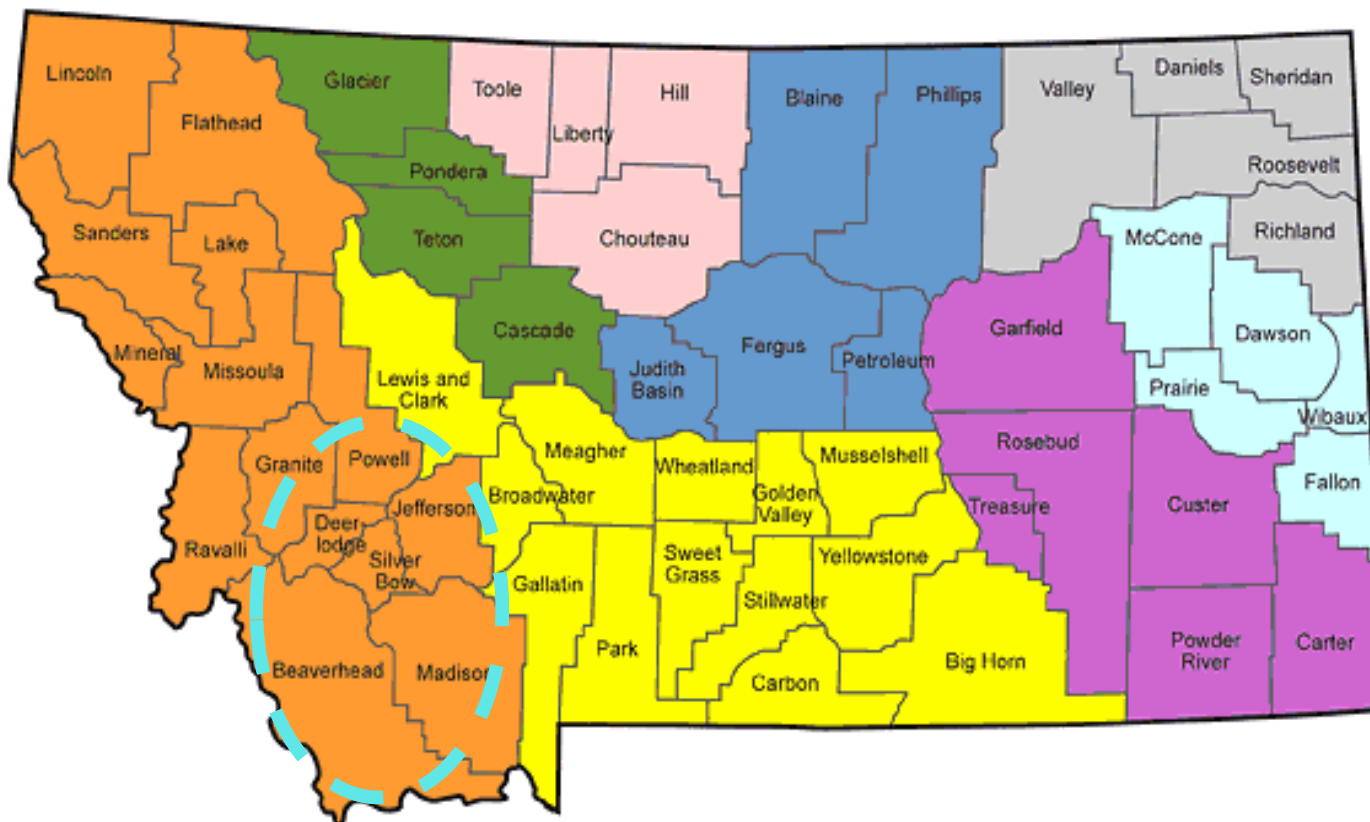 Lincoln
Flathead
Glacier
Toole
Liberty
Hill
Blaine
Phillips
Valley
Daniels
Sheridan
Roosevelt
Pondera
Sanders
Lake
Teton
Chouteau
McCone
Richland
Mineral
Missoula
Cascade
Lewis and
Clark
Judith
Basin
Fergus
Petroleum
Garfield
Dawson
Prairie
Wibaux
Granite
Powell
Meagher
Wheatland
Musselshell
Rosebud
Golden
Valley
Broadwater
Jefferson
Deer
lodge
Silver
Bow
Ravalli
Treasure
Custer
Fallon
Gallatin
Sweet
Grass
Yellowstone
Stillwater
Park
Beaverhead
Madison
Carbon
Big Horn
Powder
River
Carter